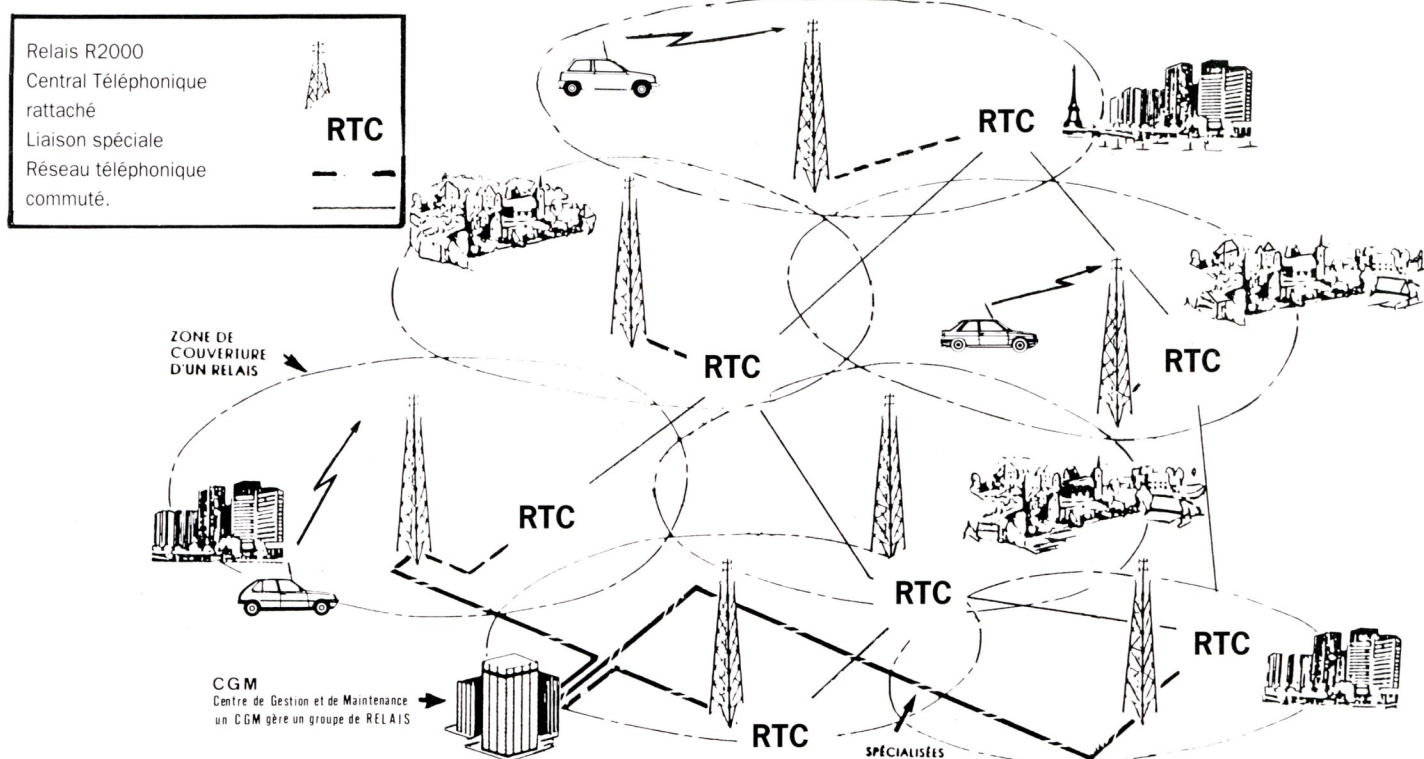 Relais R2000
Central Téléphonique
rattaché
RTC
Liaison spéciale
Réseau téléphonique
commuté.
RTC
ZONE DE
COUVERTURE
D'UN RELAIS
RTC
RTC
RTC
RTC
RTC
CGM
Centre de Gestion et de Maintenance
un CGM gère un groupe de RELAIS
RTC
SPÉCIALISÉES